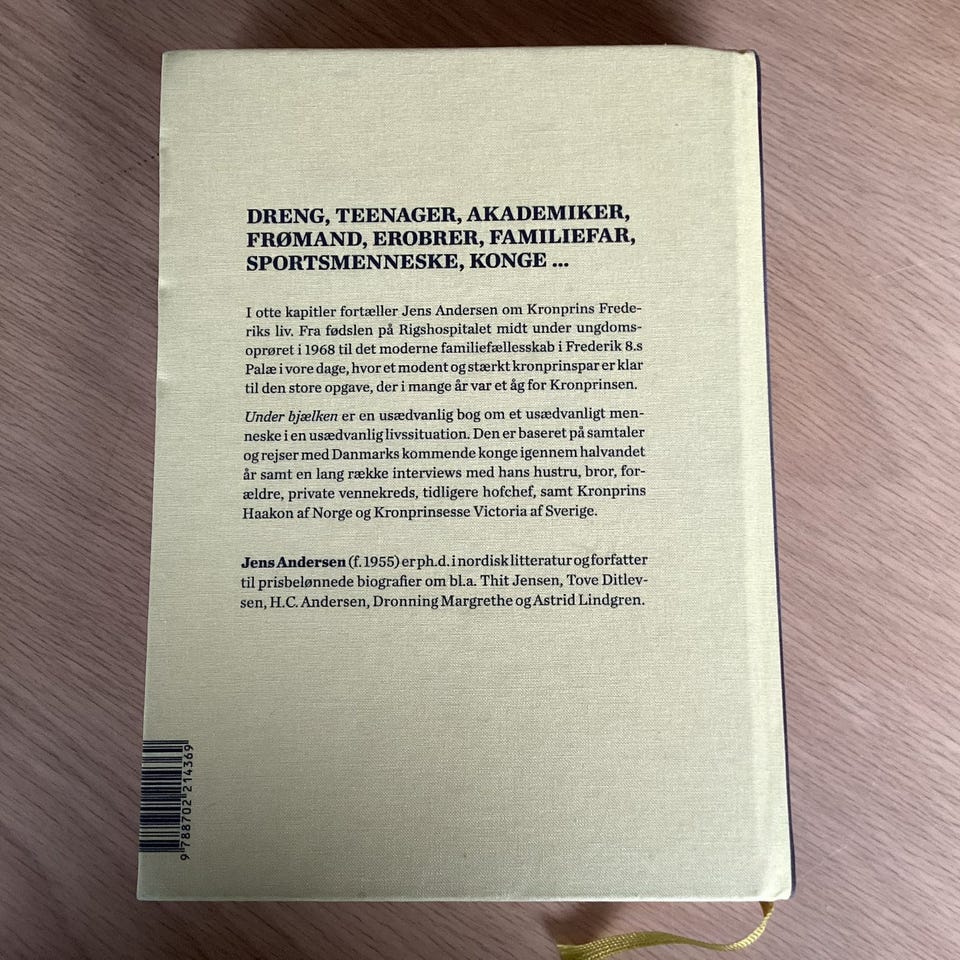 DRENG, TEENAGER, AKADEMIKER,
FRØMAND, EROBRER, FAMILIEFAR,
SPORTSMENNESKE, KONGE ...
I otte kapitler fortæller Jens Andersen om Kronprins Frede-
riks liv. Fra fødslen på Rigshospitalet midt under ungdoms-
oprøret i 1968 til det moderne familiefællesskab i Frederik 8.s
Palæ i vore dage, hvor et modent og stærkt kronprinspar er klar
til den store opgave, der i mange år var et åg for Kronprinsen.
Under bjælken er en usædvanlig bog om et usædvanligt men-
neske i en usædvanlig livssituation. Den er baseret på samtaler
og rejser med Danmarks kommende konge igennem halvandet
år samt en lang række interviews med hans hustru, bror, for-
ældre, private vennekreds, tidligere hofchef, samt Kronprins
Haakon af Norge og Kronprinsesse Victoria af Sverige.
Jens Andersen (f. 1955) er ph.d. i nordisk litteratur og forfatter
til prisbelønnede biografier om bl.a. Thit Jensen, Tove Ditlev-
sen, H.C. Andersen, Dronning Margrethe og Astrid Lindgren.
9 788702 214369